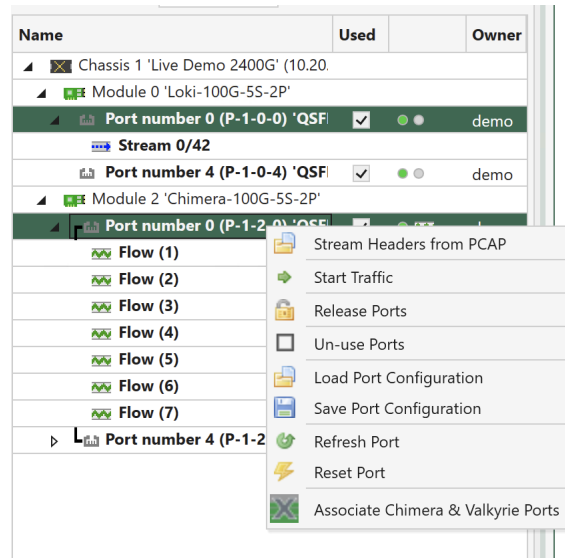 Name Used Owner
Chassis 1 'Live Demo 2400G' (10.20.
Module 0 'Loki-100G-5S-2P'
Port number 0 (P-1-0-0) 'QSFI demo
Stream 0/42
Port number 4 (P-1-0-4) 'QSFI demo
Module 2 'Chimera-100G-5S-2P'
Port number 0 (P-1-2-0) 'QSFI
Flow (1)
Flow (2)
Flow (3)
Flow (4)
Flow (5)
Flow (6)
Flow (7)
Port number 4 (P-1-2
Stream Headers from PCAP
Start Traffic
Release Ports
Un-use Ports
Load Port Configuration
Save Port Configuration
Refresh Port
Reset Port
Associate Chimera & Valkyrie Ports